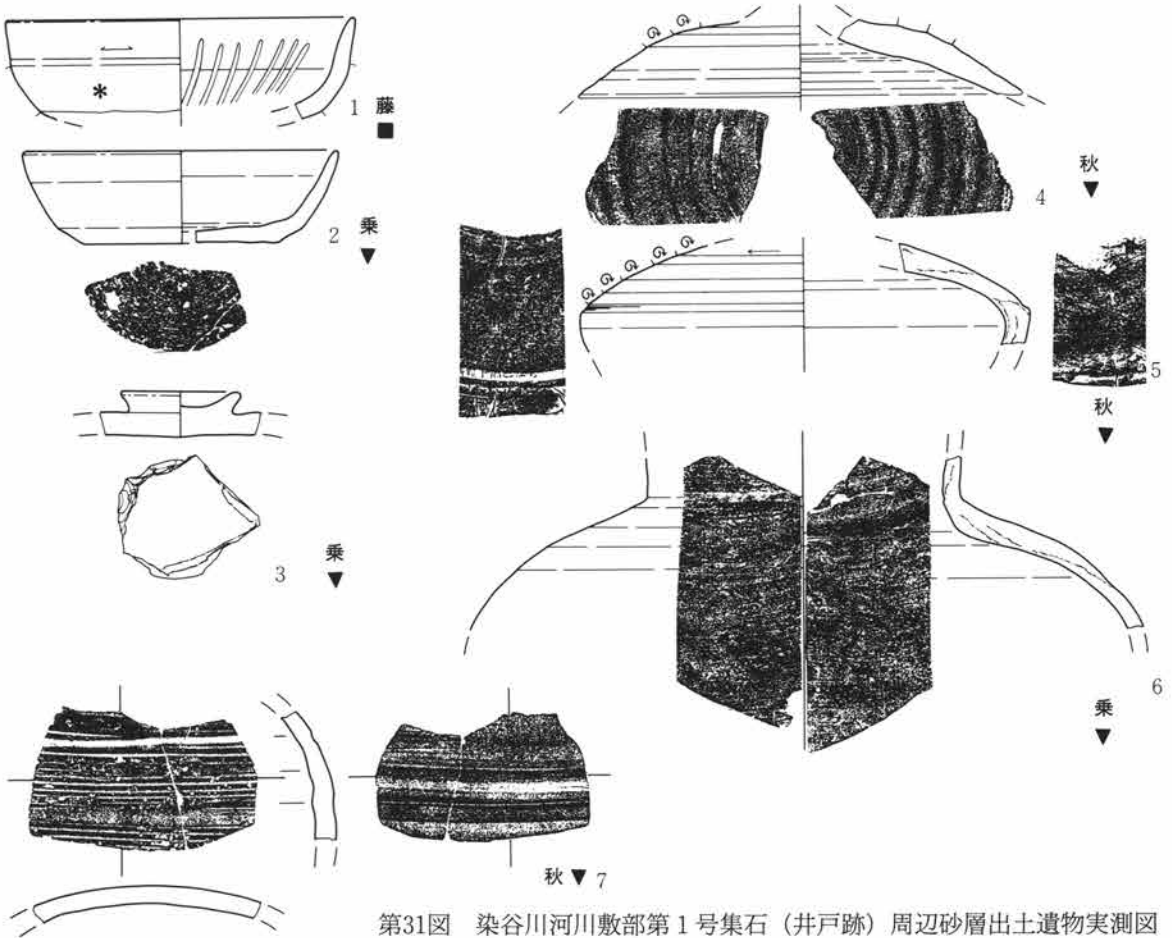 1 藤
■
*
2 乗
▼
3 ▼ 乗
秋
▼
4
5
秋
▼
6
乗
▼
秋 ▼ 7
第31図 染谷川河川敷部第1号集石(井戸跡)周辺砂層出土遺物実測図